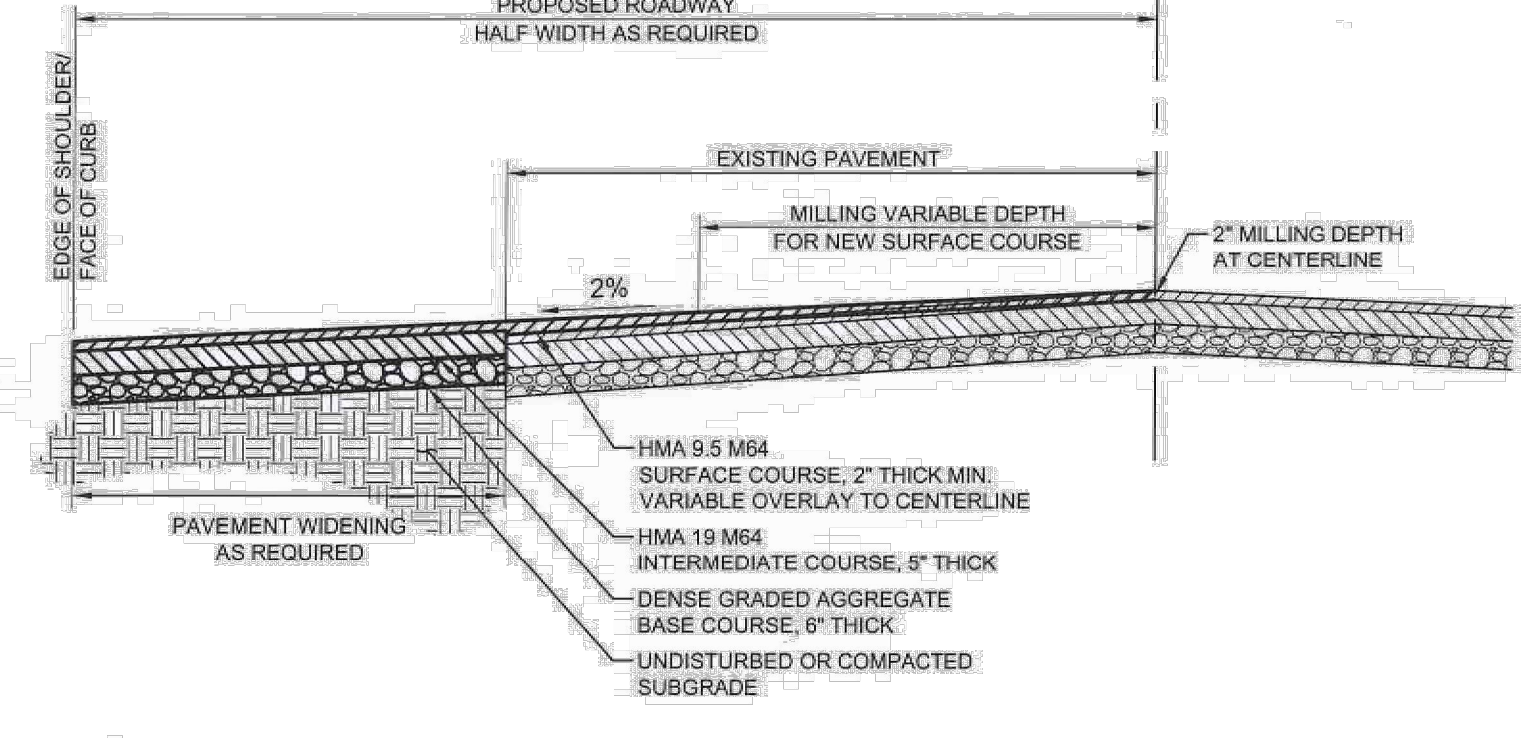 PROPOSED ROADWAY
HALF WIDTH AS REQUIRED
EDGE OF SHOULDER/
FACE OF CURB
EXISTING PAVEMENT
MILLING VARIABLE DEPTH
FOR NEW SURFACE COURSE
2" MILLING DEPTH
AT CENTERLINE
2%
HMA 9.5 M64
SURFACE COURSE, 2" THICK MIN.
VARIABLE OVERLAY TO CENTERLINE
PAVEMENT WIDENING
AS REQUIRED
HMA 19 M64
INTERMEDIATE COURSE, 5" THICK
DENSE GRADED AGGREGATE
BASE COURSE, 6" THICK
UNDISTURBED OR COMPACTED
SUBGRADE